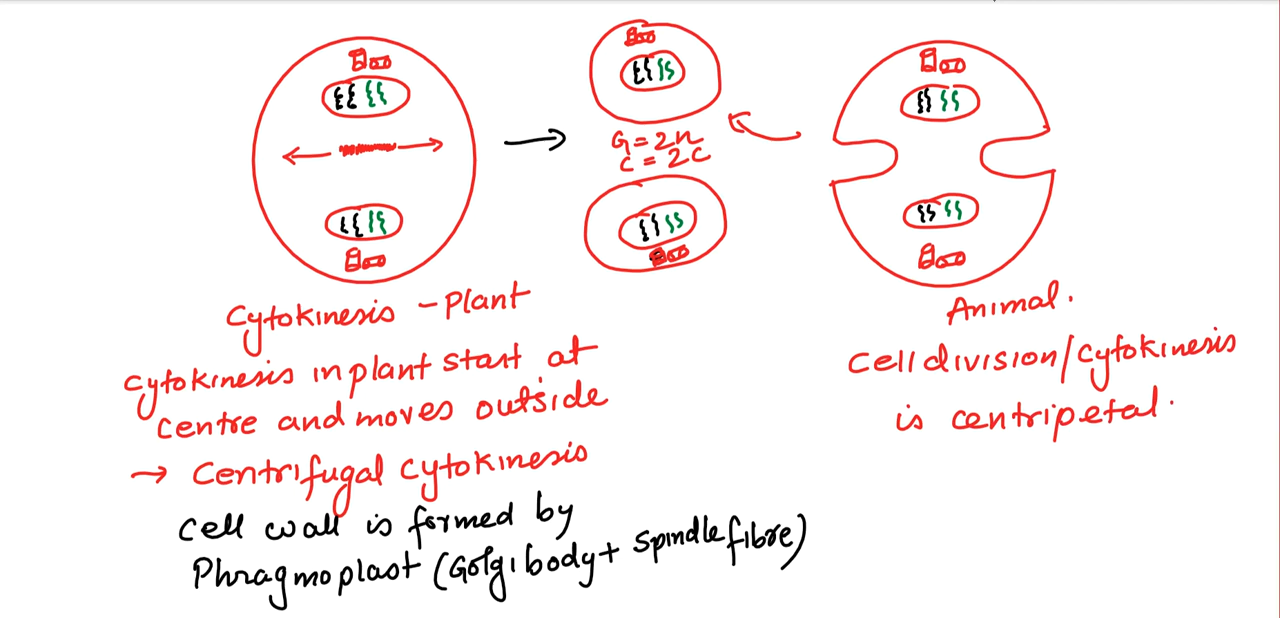 G = 2n
C = 2C
Cytokinesis - Plant
Cytokinesis in plant start at
centre and moves outside
→ Centrifugal cytokinesis
Cell wall is formed by
Phragmoplast (Golgi body + spindle fibre)
Animal.
Cell division/cytokinesis
is centripetal.